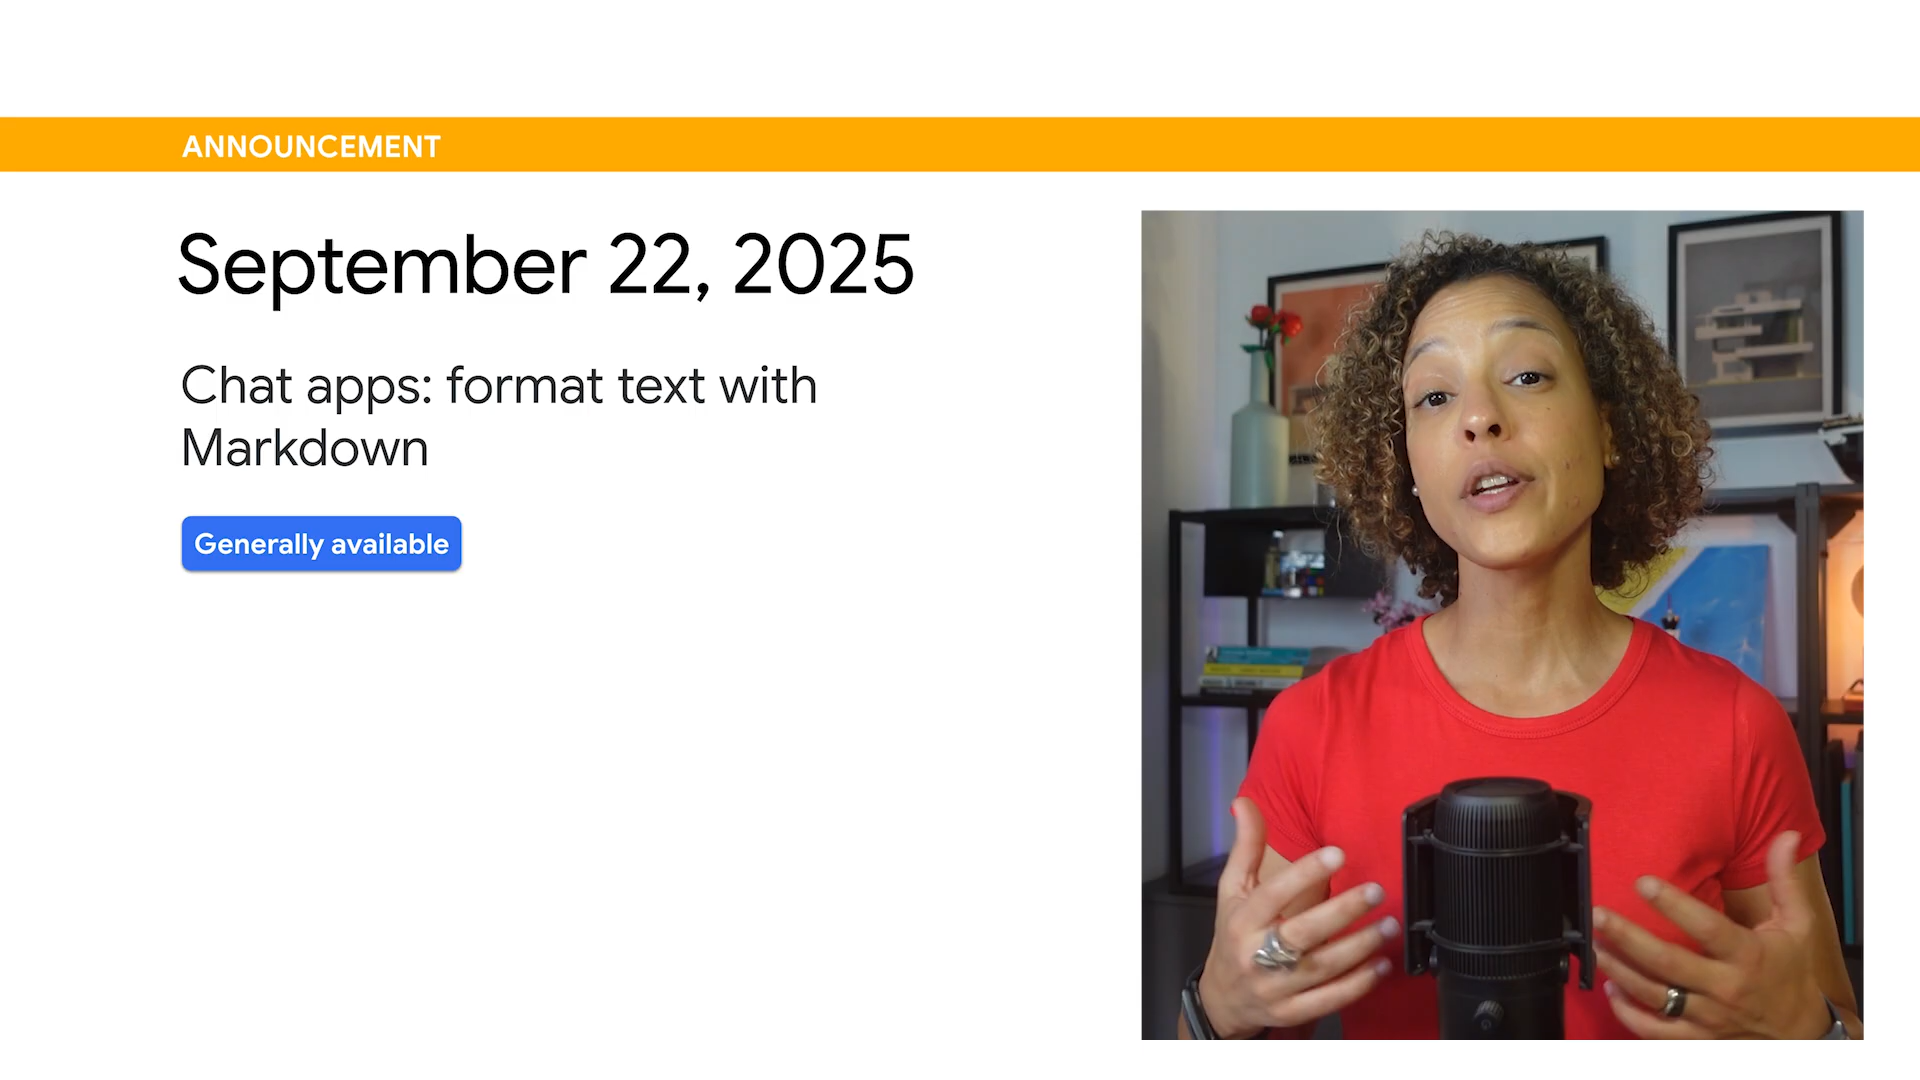 ANNOUNCEMENT
September 22, 2025
Chat apps: format text with
Markdown
Generally available